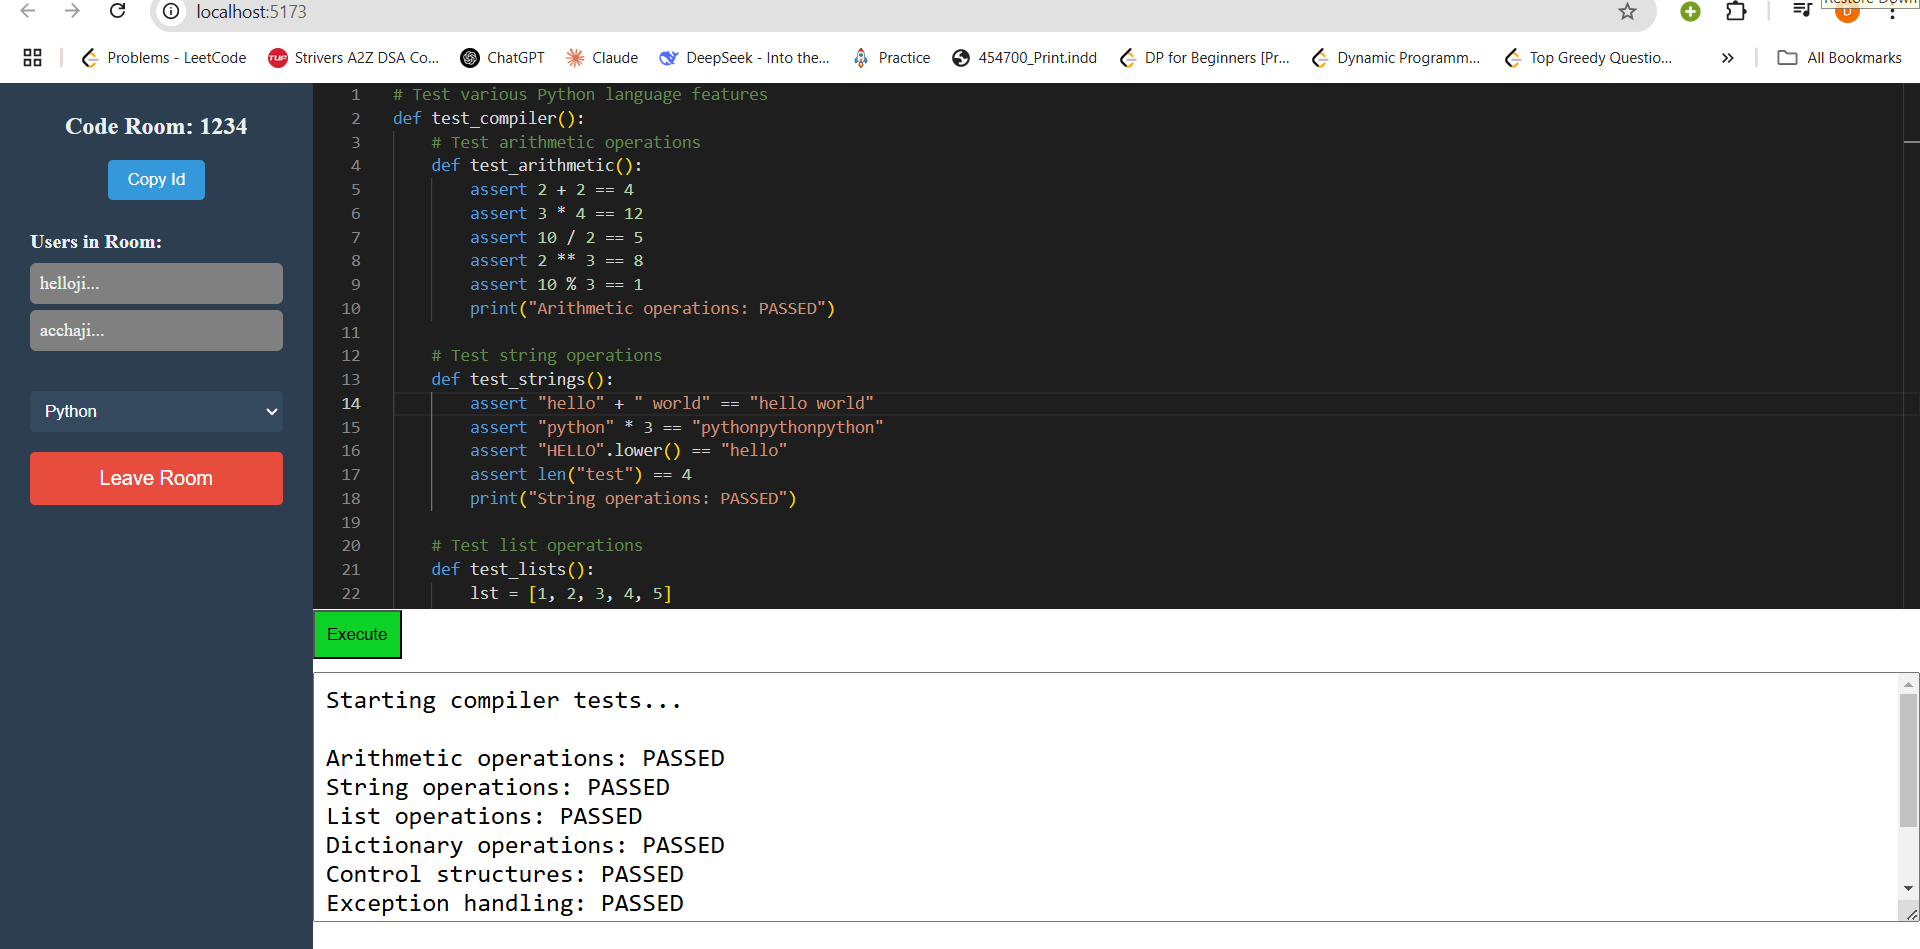 localhost:5173
Problems - LeetCode
TUF Strivers A2Z DSA Co...
ChatGPT
Claude
DeepSeek - Into the...
Practice
454700_Print.indd
DP for Beginners [Pr...
Dynamic Programm...
Top Greedy Questio...
All Bookmarks
D
Code Room: 1234
Copy Id
Users in Room:
helloji...
acchaji...
Python
Leave Room
1 # Test various Python language features
2 def test_compiler():
3     # Test arithmetic operations
4     def test_arithmetic():
5         assert 2 + 2 == 4
6         assert 3 * 4 == 12
7         assert 10 / 2 == 5
8         assert 2 ** 3 == 8
9         assert 10 % 3 == 1
10         print("Arithmetic operations: PASSED")
11
12     # Test string operations
13     def test_strings():
14         assert "hello" + " world" == "hello world"
15         assert "python" * 3 == "pythonpythonpython"
16         assert "HELLO".lower() == "hello"
17         assert len("test") == 4
18         print("String operations: PASSED")
19
20     # Test list operations
21     def test_lists():
22         lst = [1, 2, 3, 4, 5]
Execute
Starting compiler tests...
Arithmetic operations: PASSED
String operations: PASSED
List operations: PASSED
Dictionary operations: PASSED
Control structures: PASSED
Exception handling: PASSED